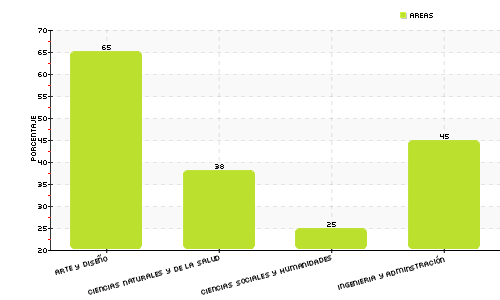 AREAS
PORCENTAJE
70
65
60
55
50
45
40
35
30
25
20
65
38
25
45
ARTE Y DISEÑO
CIENCIAS NATURALES Y DE LA SALUD
CIENCIAS SOCIALES Y HUMANIDADES
INGENIERIA Y ADMINSTRACIÓN